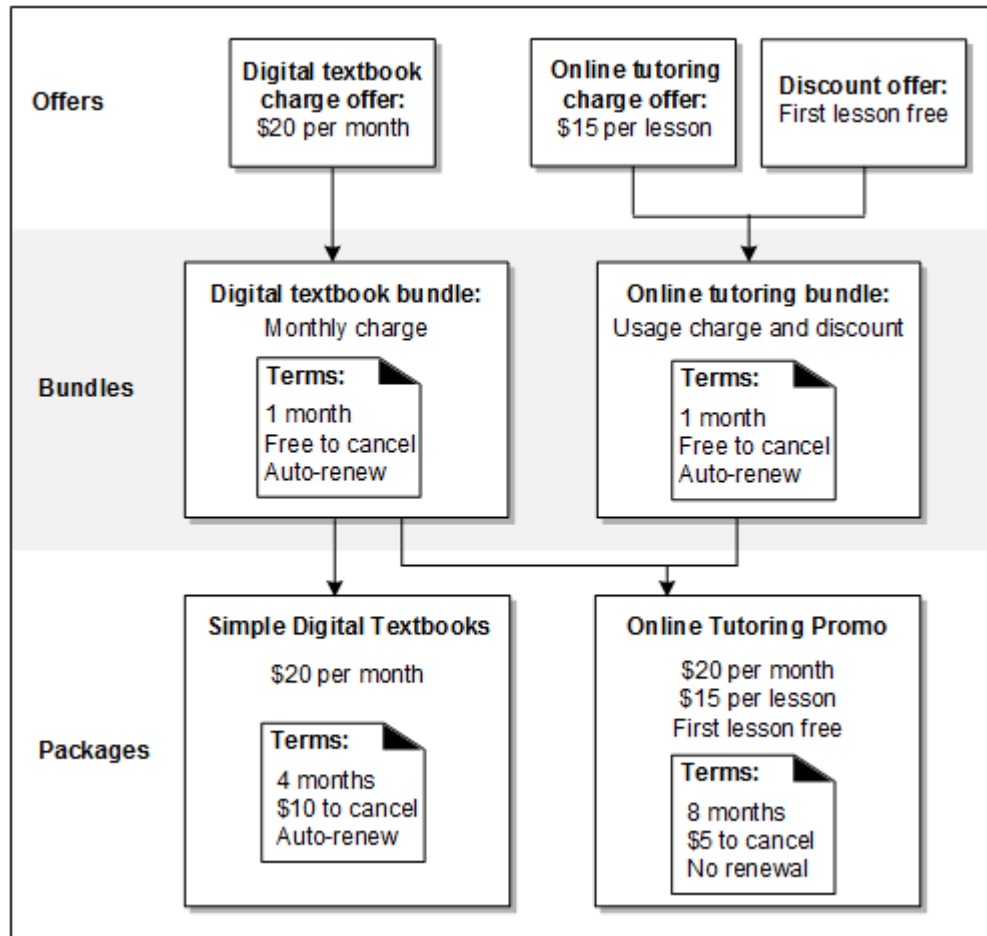 Offers
Digital textbook
charge offer:
$20 per month
Online tutoring
charge offer:
$15 per lesson
Discount offer:
First lesson free
Bundles
Digital textbook bundle:
Monthly charge
Terms:
1 month
Free to cancel
Auto-renew
Online tutoring bundle:
Usage charge and discount
Terms:
1 month
Free to cancel
Auto-renew
Packages
Simple Digital Textbooks
$20 per month
Terms:
4 months
$10 to cancel
Auto-renew
Online Tutoring Promo
$20 per month
$15 per lesson
First lesson free
Terms:
8 months
$5 to cancel
No renewal